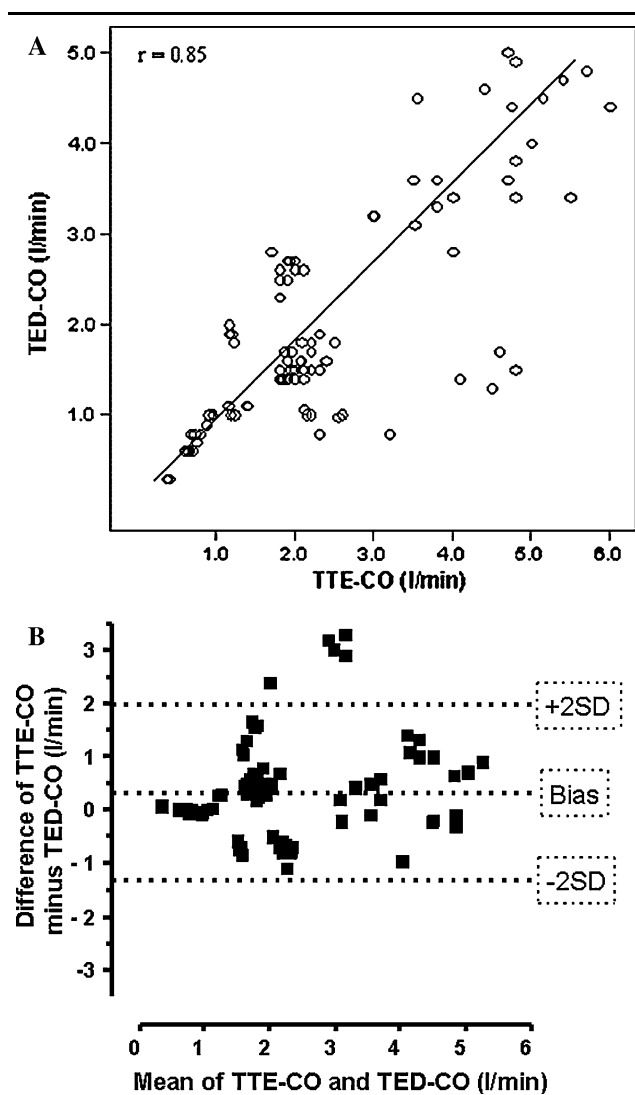 A
r = 0.85
TED-CO (l/min)
5.0
4.0
3.0
2.0
1.0
1.0 2.0 3.0 4.0 5.0 6.0
TTE-CO (l/min)
B
Difference of TTE-CO
minus TED-CO (l/min)
3
2
1
0
- 1
- 2
-3
+2SD
Bias
-2SD
0 1 2 3 4 5 6
Mean of TTE-CO and TED-CO (l/min)